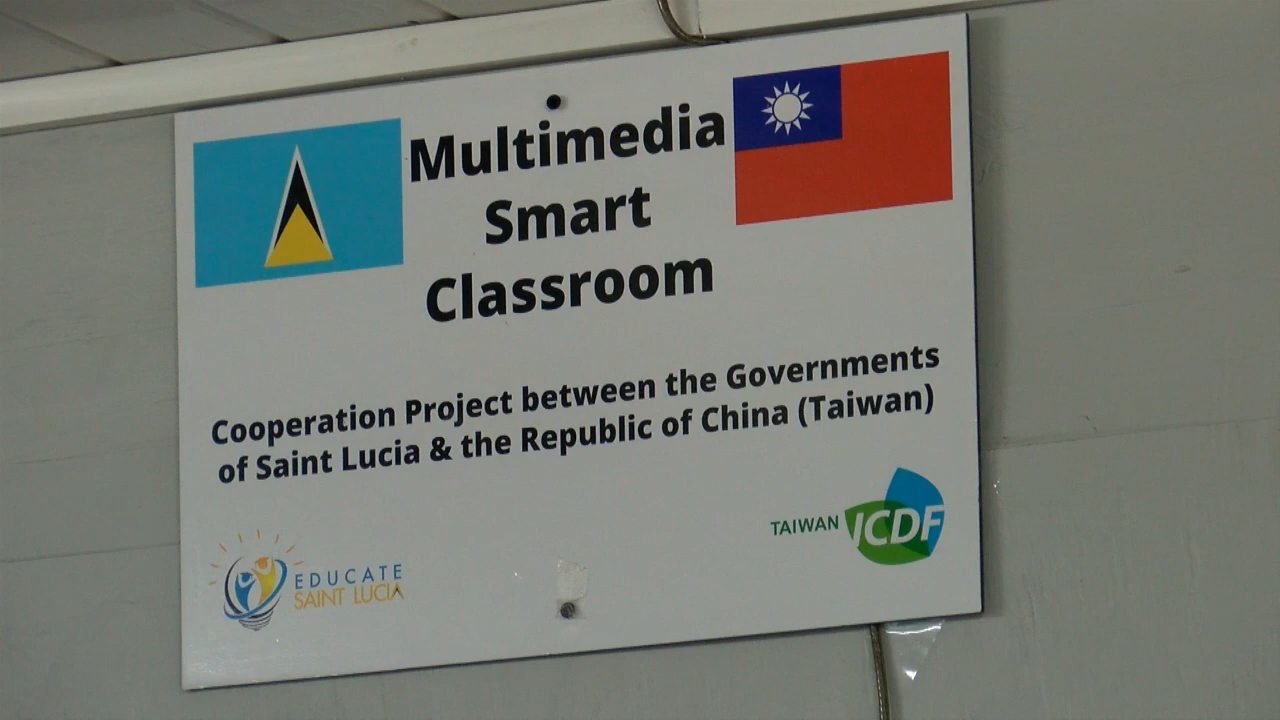 Multimedia
Smart
Classroom
Cooperation Project between the Governments
of Saint Lucia & the Republic of China (Taiwan)
TAIWAN ICDF
EDUCATE
SAINT LUCIA